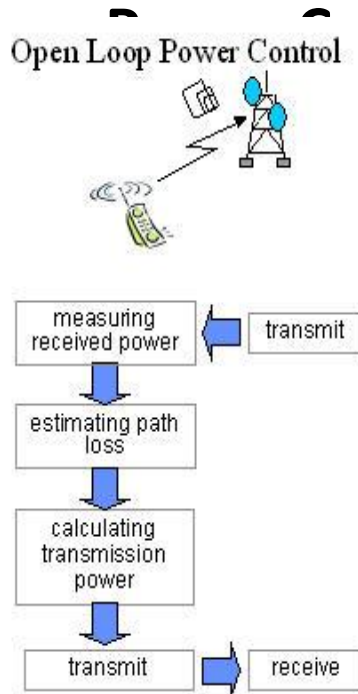 Open Loop Power Control
measuring
received power
transmit
estimating path
loss
calculating
transmission
power
transmit
receive